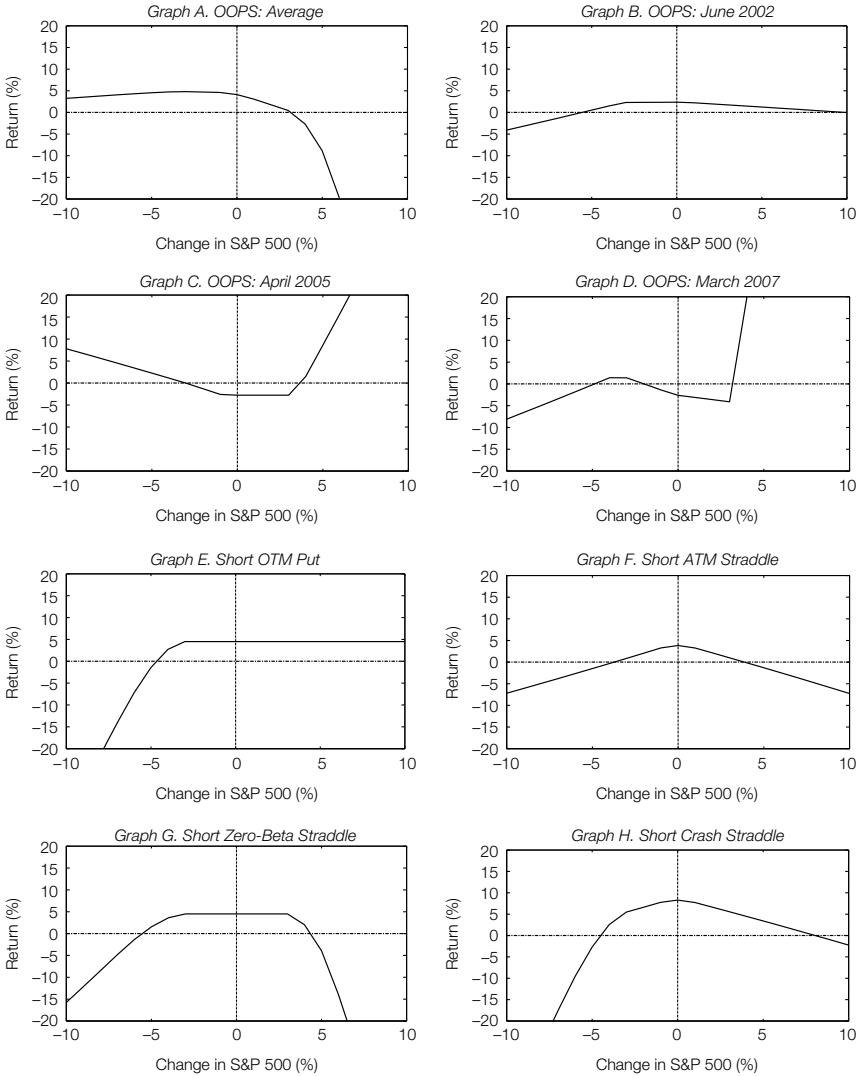 Graph A. OOPS: Average
20
15
10
5
0
–5
–10
–15
–20
Return (%)
–10 –5 0 5 10
Change in S&P 500 (%)
Graph B. OOPS: June 2002
20
15
10
5
0
–5
–10
–15
–20
Return (%)
–10 –5 0 5 10
Change in S&P 500 (%)
Graph C. OOPS: April 2005
20
15
10
5
0
–5
–10
–15
–20
Return (%)
–10 –5 0 5 10
Change in S&P 500 (%)
Graph D. OOPS: March 2007
20
15
10
5
0
–5
–10
–15
–20
Return (%)
–10 –5 0 5 10
Change in S&P 500 (%)
Graph E. Short OTM Put
20
15
10
5
0
–5
–10
–15
–20
Return (%)
–10 –5 0 5 10
Change in S&P 500 (%)
Graph F. Short ATM Straddle
20
15
10
5
0
–5
–10
–15
–20
Return (%)
–10 –5 0 5 10
Change in S&P 500 (%)
Graph G. Short Zero-Beta Straddle
20
15
10
5
0
–5
–10
–15
–20
Return (%)
–10 –5 0 5 10
Change in S&P 500 (%)
Graph H. Short Crash Straddle
20
15
10
5
0
–5
–10
–15
–20
Return (%)
–10 –5 0 5 10
Change in S&P 500 (%)